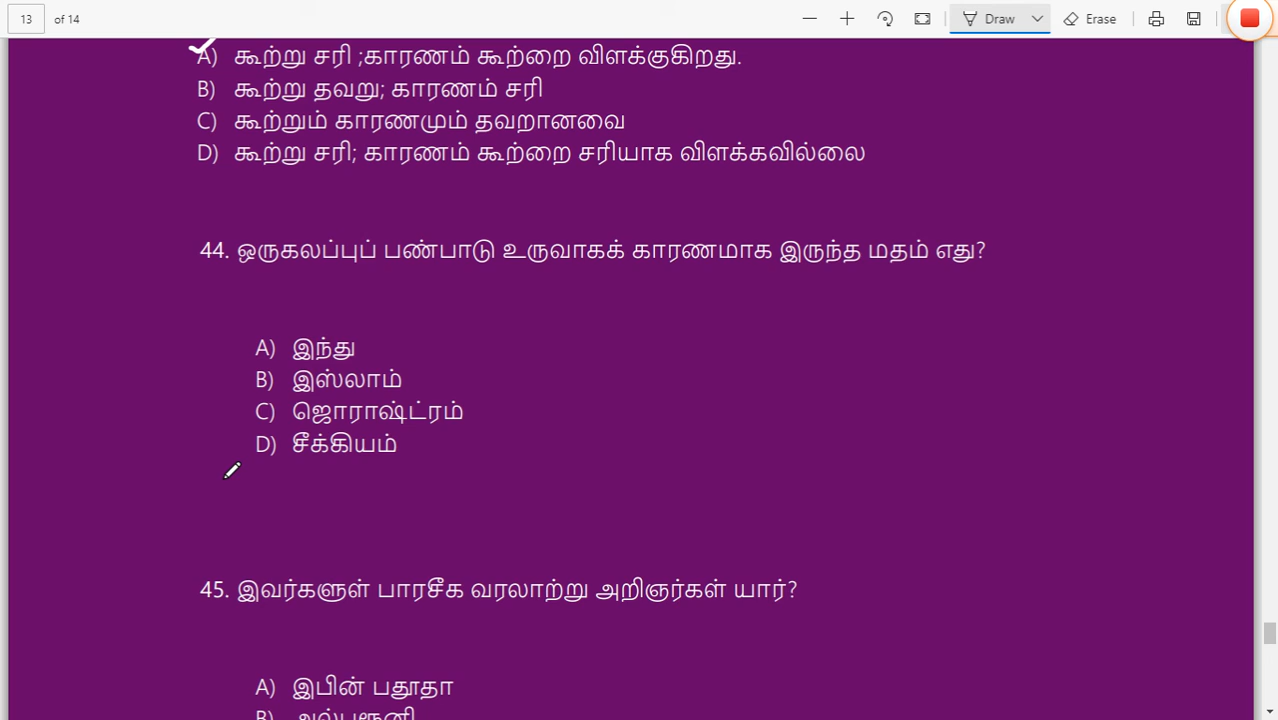 13 of 14 Draw Erase
A) கூற்று சரி ;காரணம் கூற்றை விளக்குகிறது.
B) கூற்று தவறு; காரணம் சரி
C) கூற்றும் காரணமும் தவறானவை
D) கூற்று சரி; காரணம் கூற்றை சரியாக விளக்கவில்லை
44. ஒருகலப்புப் பண்பாடு உருவாகக் காரணமாக இருந்த மதம் எது?
A) இந்து
B) இஸ்லாம்
C) ஜொராஷ்ட்ரம்
D) சீக்கியம்
45. இவர்களுள் பாரசீக வரலாற்று அறிஞர்கள் யார்?
A) இபின் பதூதா
B) அல்பருனி